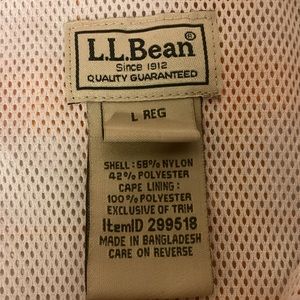 L.L.Bean®
Since 1912
QUALITY GUARANTEED
L REG
SHELL: 58% NYLON
42% POLYESTER
CAPE LINING:
100% POLYESTER
EXCLUSIVE OF TRIM
ItemID 299518
MADE IN BANGLADESH
CARE ON REVERSE